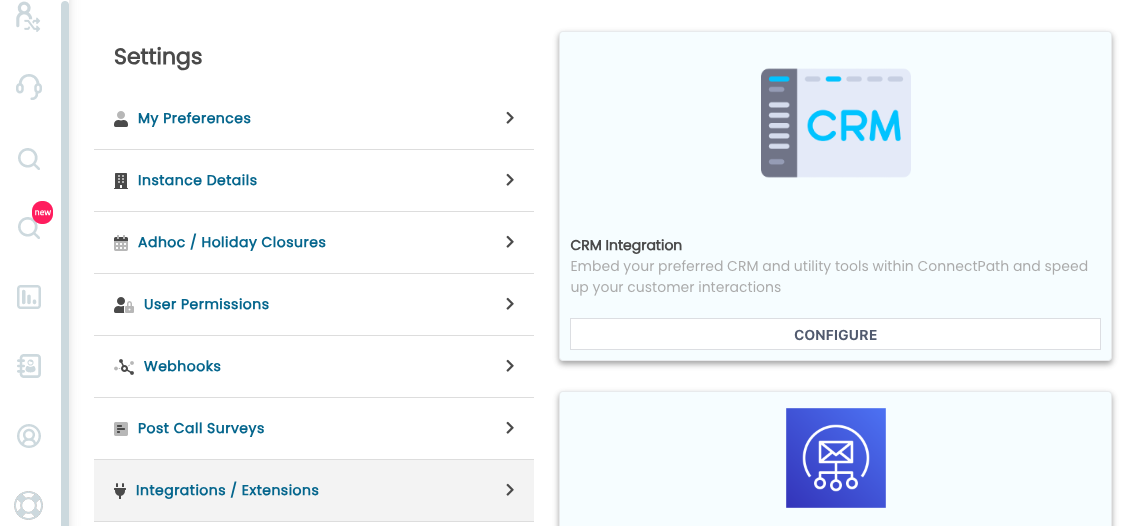 Settings
My Preferences
Instance Details
Adhoc / Holiday Closures
new
User Permissions
Webhooks
Post Call Surveys
Integrations / Extensions
CRM
CRM Integration
Embed your preferred CRM and utility tools within ConnectPath and speed
up your customer interactions
CONFIGURE